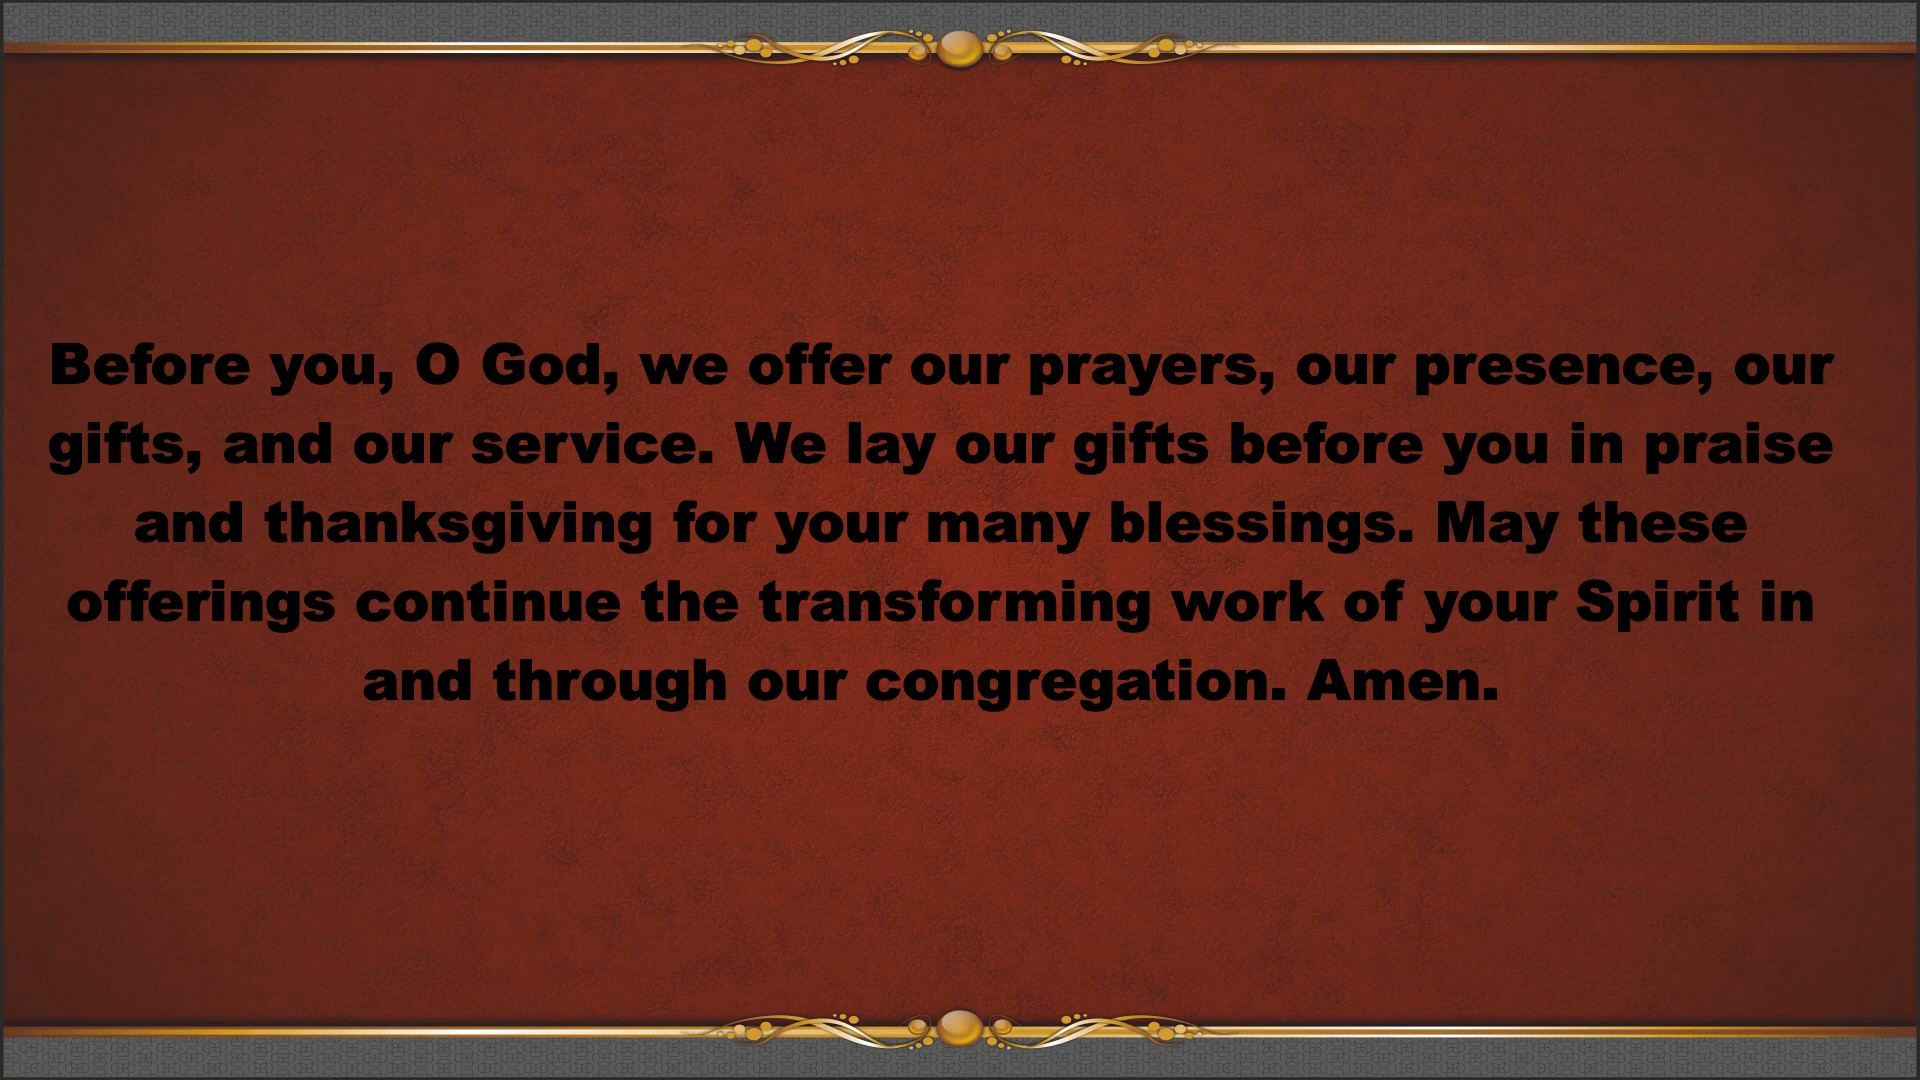 Before you, O God, we offer our prayers, our presence, our
gifts, and our service. We lay our gifts before you in praise
and thanksgiving for your many blessings. May these
offerings continue the transforming work of your Spirit in
and through our congregation. Amen.